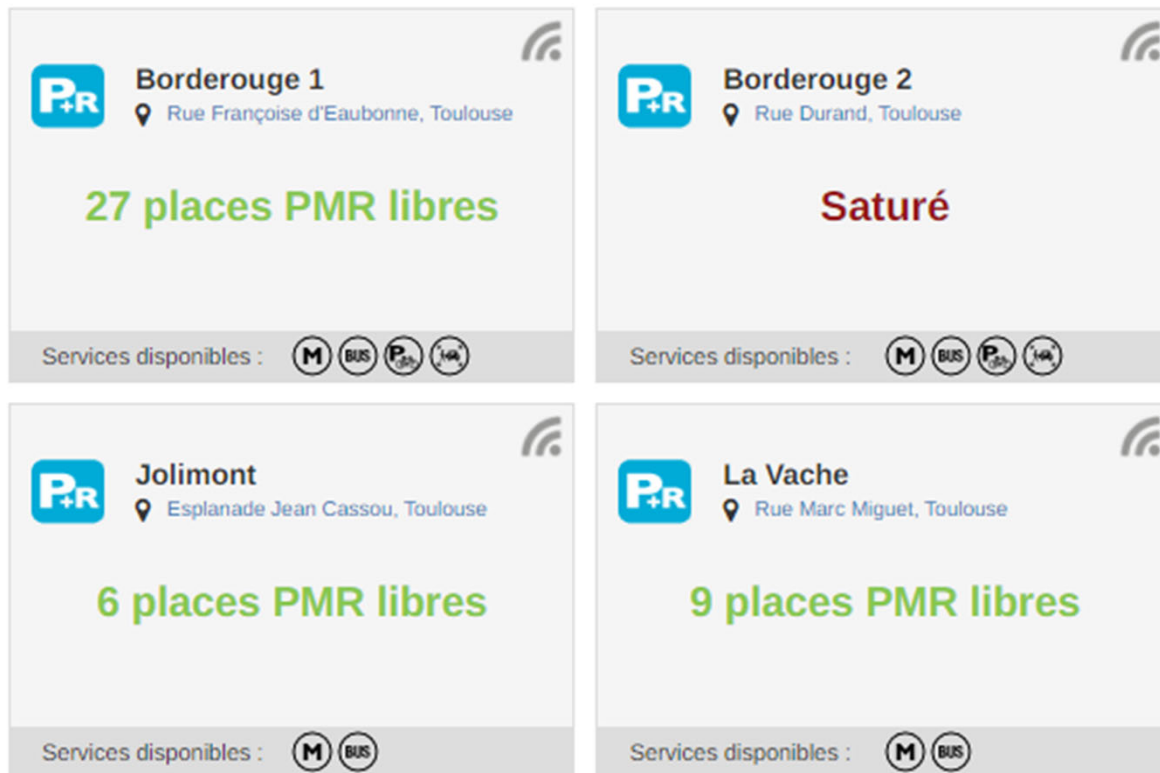 P+R
Borderouge 1
Rue Françoise d'Eaubonne, Toulouse
27 places PMR libres
Services disponibles :
M BUS P
P+R
Borderouge 2
Rue Durand, Toulouse
Saturé
Services disponibles :
M BUS P
P+R
Jolimont
Esplanade Jean Cassou, Toulouse
6 places PMR libres
Services disponibles :
M BUS
P+R
La Vache
Rue Marc Miguet, Toulouse
9 places PMR libres
Services disponibles :
M BUS